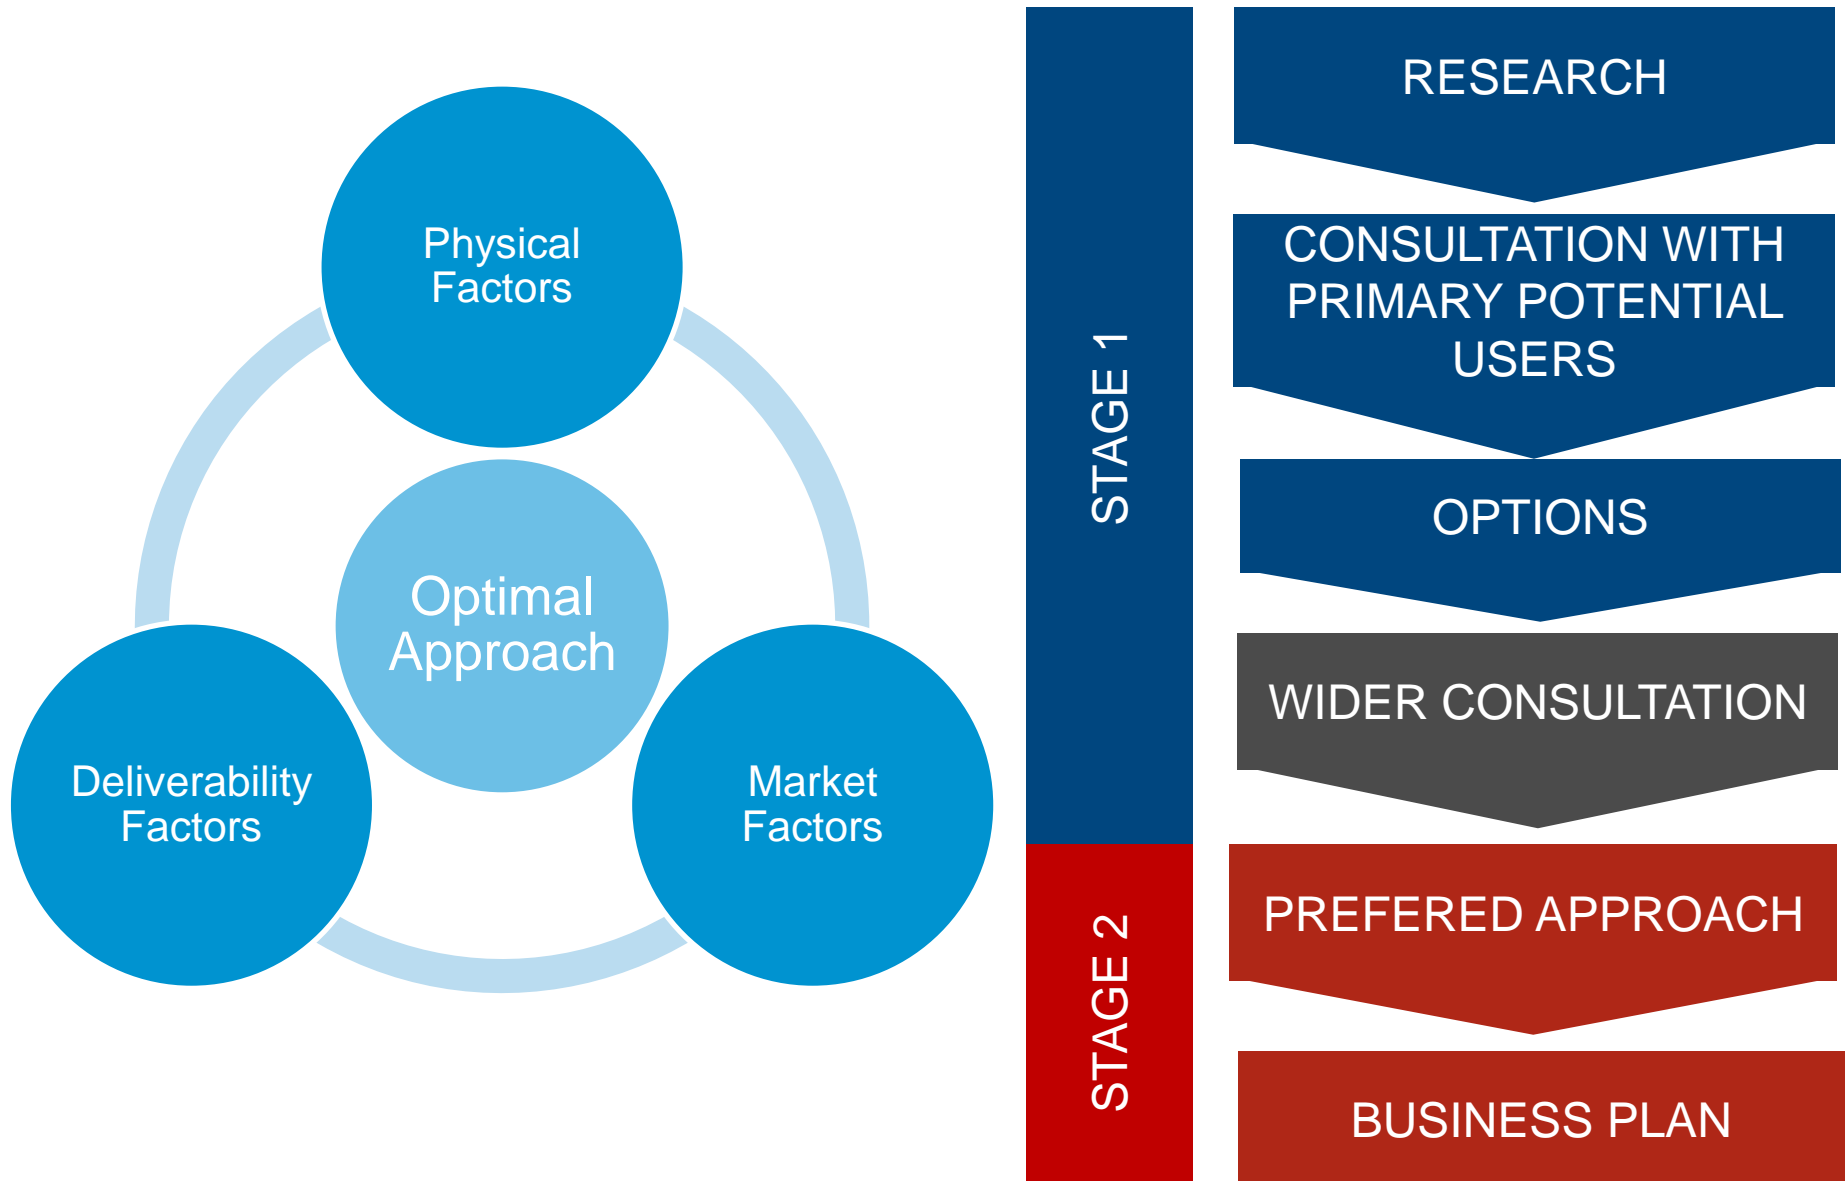 Physical
Factors
Optimal
Approach
Deliverability
Factors
Market
Factors
STAGE 1
STAGE 2
RESEARCH
CONSULTATION WITH
PRIMARY POTENTIAL
USERS
OPTIONS
WIDER CONSULTATION
PREFERED APPROACH
BUSINESS PLAN